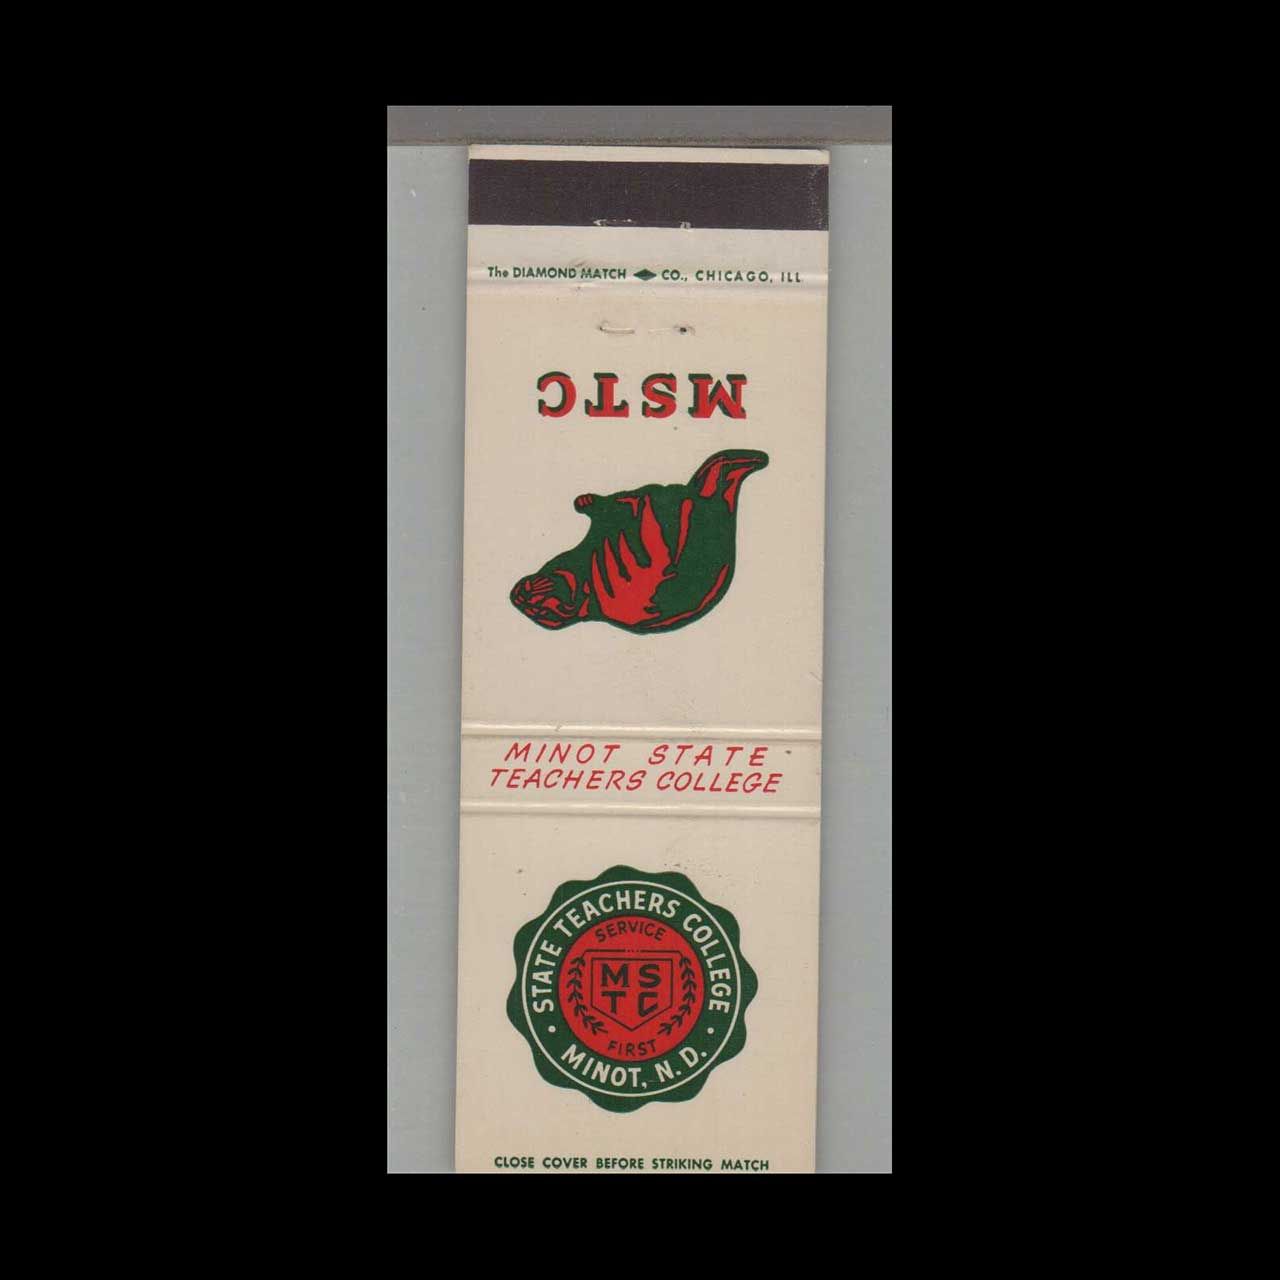 The DIAMOND MATCH CO., CHICAGO, ILL.
MSTC
MINOT STATE
TEACHERS COLLEGE
STATE TEACHERS COLLEGE
SERVICE
M S
T C
FIRST
• MINOT, N. D. •
CLOSE COVER BEFORE STRIKING MATCH